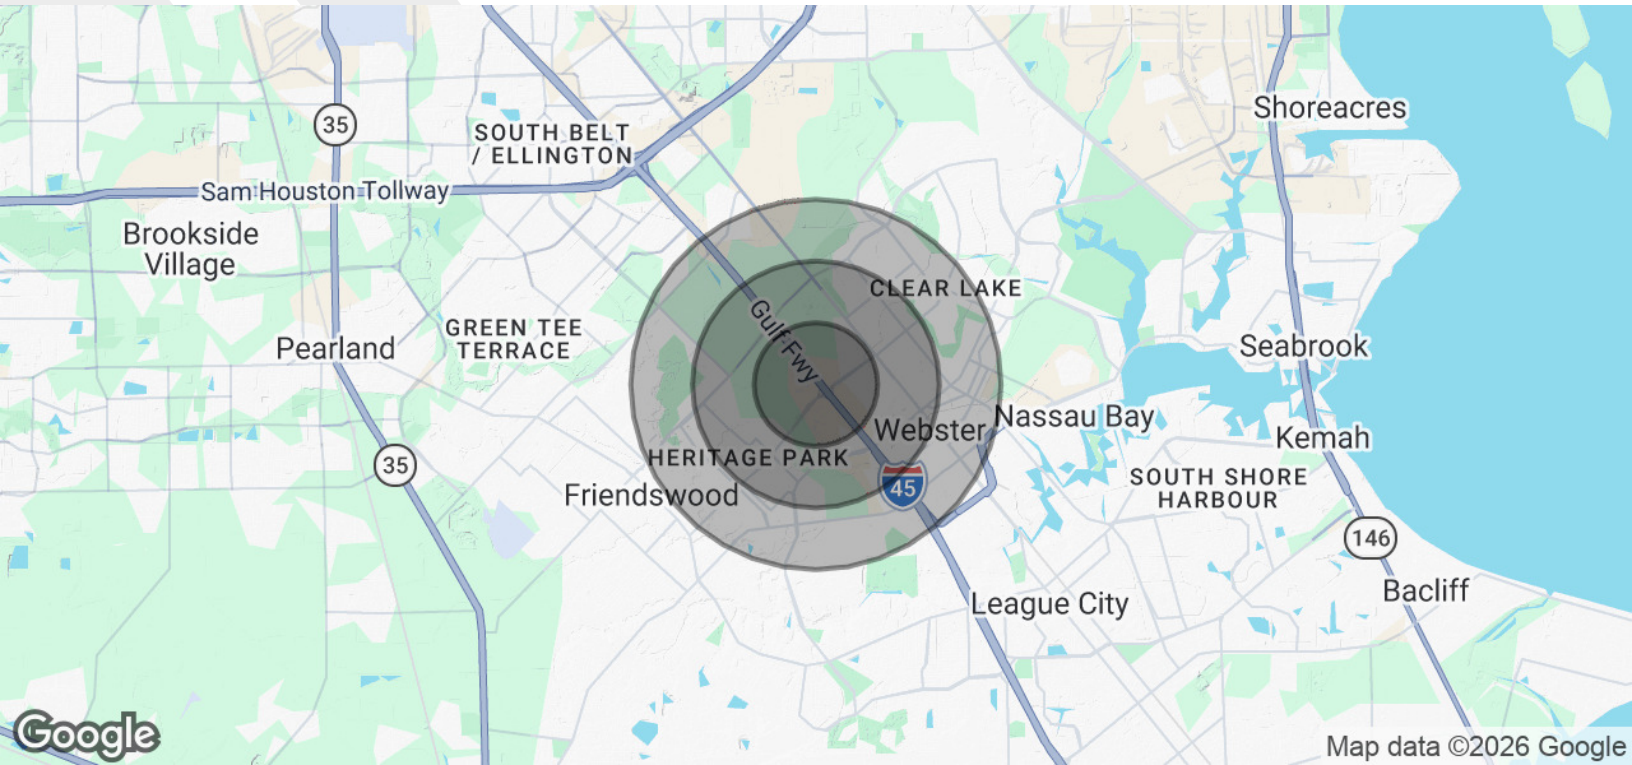 Shoreacres
35
SOUTH BELT
/ ELLINGTON
Sam Houston Tollway
Brookside
Village
CLEAR LAKE
Gulf Fwy
GREEN TEE
TERRACE
Pearland
Seabrook
Nassau Bay
Webster
Kemah
HERITAGE PARK
35
SOUTH SHORE
HARBOUR
45
Friendswood
146
Bacliff
League City
Google
Map data ©2026 Google